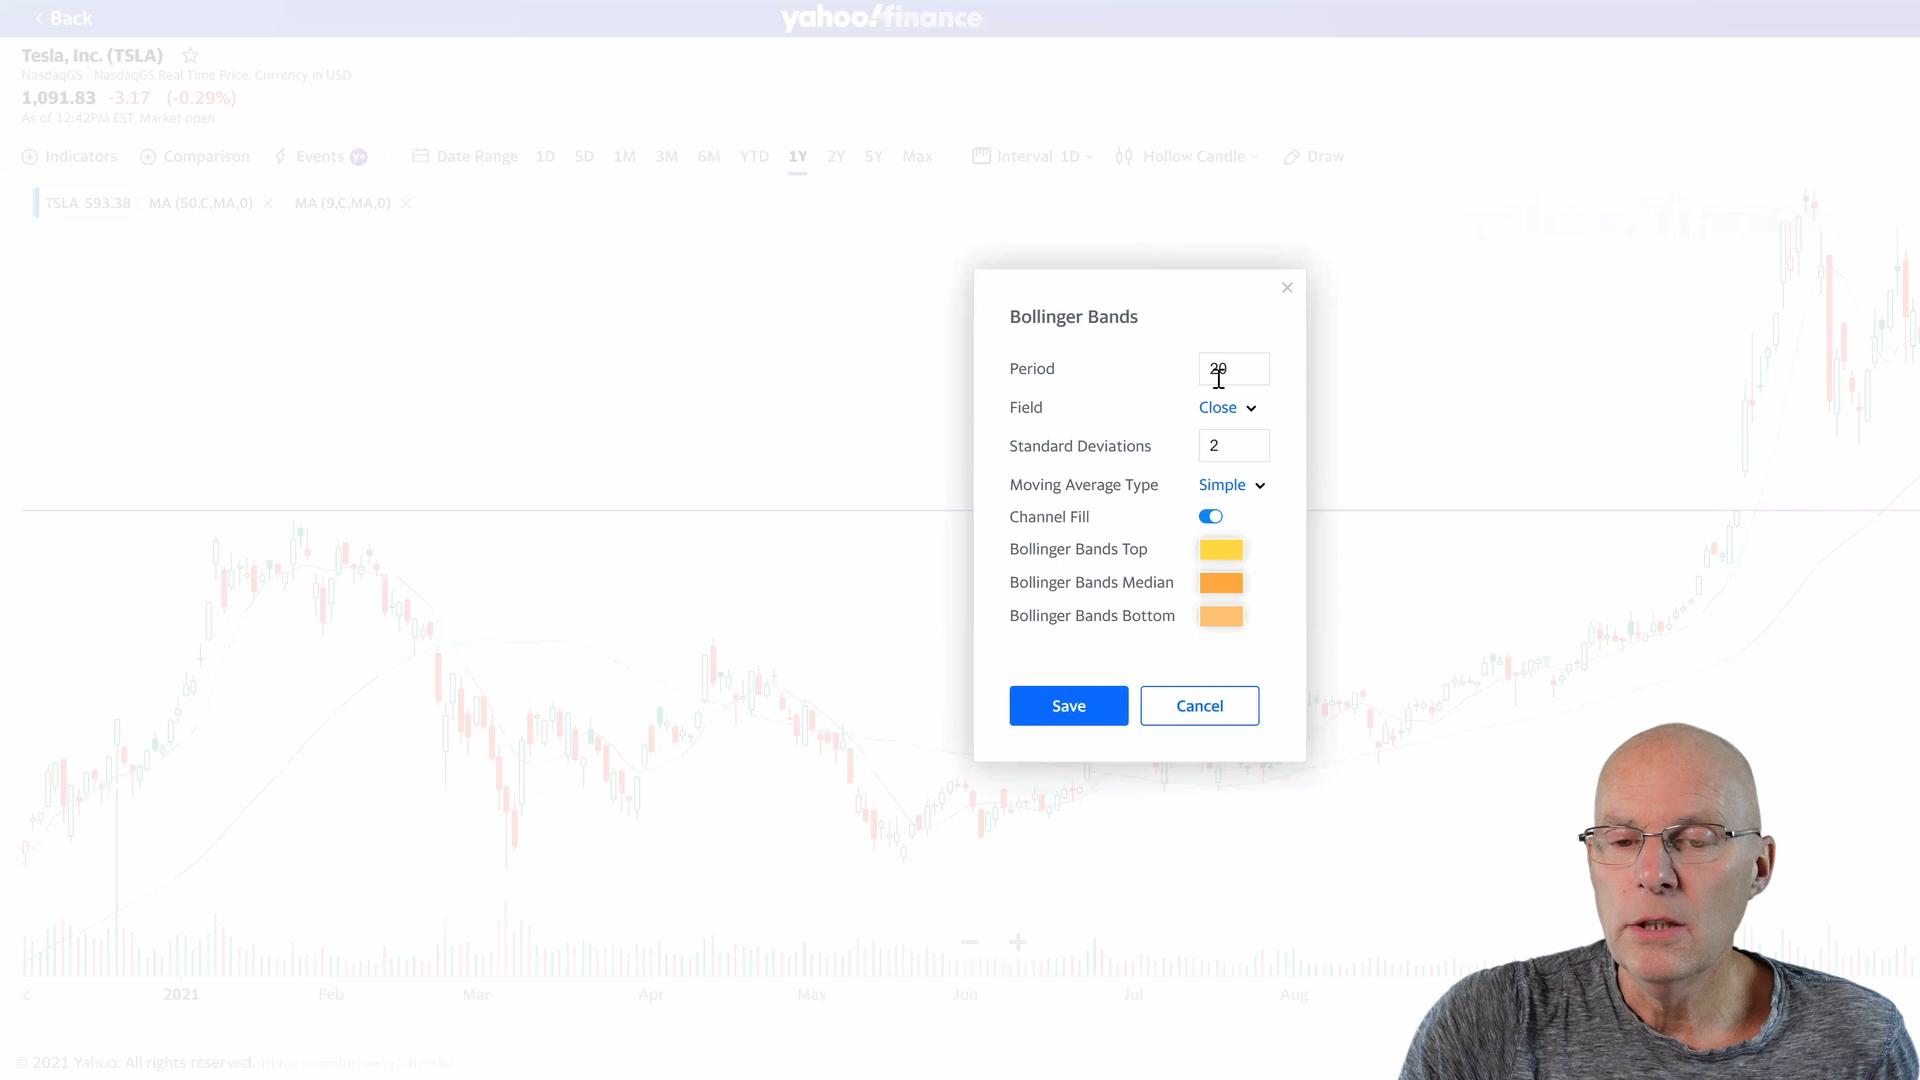 Back
yahoo!finance
Tesla, Inc. (TSLA)
NasdaqGS - NasdaqGS Real Time Price. Currency in USD
1,091.83 -3.17 (-0.29%)
As of 12:42PM EST. Market open
Indicators Comparison Events Y+ Date Range 1D 5D 1M 3M 6M YTD 1Y 2Y 5Y Max Interval 1D Hollow Candle Draw
TSLA 593.38 MA (50,C,MA,0) MA (9,C,MA,0)
Bollinger Bands
Period 20
Field Close
Standard Deviations 2
Moving Average Type Simple
Channel Fill
Bollinger Bands Top
Bollinger Bands Median
Bollinger Bands Bottom
Save Cancel
2021 Feb Mar Apr May Jun Jul Aug
© 2021 Yahoo. All rights reserved.